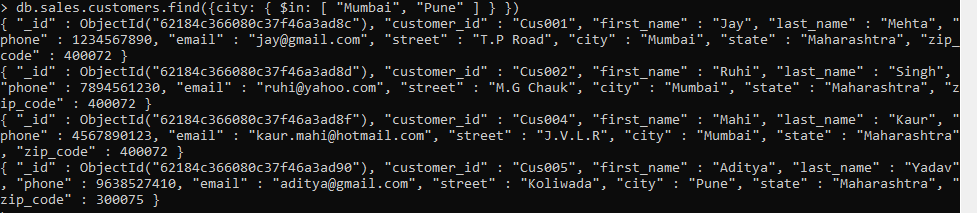 > db.sales.customers.find({city: { $in: [ "Mumbai", "Pune" ] } })
{ "_id" : ObjectId("62184c366080c37f46a3ad8c"), "customer_id" : "Cus001", "first_name" : "Jay", "last_name" : "Mehta", "
phone" : 1234567890, "email" : "jay@gmail.com", "street" : "T.P Road", "city" : "Mumbai", "state" : "Maharashtra", "zip_
code" : 400072 }
{ "_id" : ObjectId("62184c366080c37f46a3ad8d"), "customer_id" : "Cus002", "first_name" : "Ruhi", "last_name" : "Singh",
"phone" : 7894561230, "email" : "ruhi@yahoo.com", "street" : "M.G Chauk", "city" : "Mumbai", "state" : "Maharashtra", "z
ip_code" : 400072 }
{ "_id" : ObjectId("62184c366080c37f46a3ad8f"), "customer_id" : "Cus004", "first_name" : "Mahi", "last_name" : "Kaur", "
phone" : 4567890123, "email" : "kaur.mahi@hotmail.com", "street" : "J.V.L.R", "city" : "Mumbai", "state" : "Maharashtra"
, "zip_code" : 400072 }
{ "_id" : ObjectId("62184c366080c37f46a3ad90"), "customer_id" : "Cus005", "first_name" : "Aditya", "last_name" : "Yadav"
, "phone" : 9638527410, "email" : "aditya@gmail.com", "street" : "Koliwada", "city" : "Pune", "state" : "Maharashtra", "
zip_code" : 300075 }